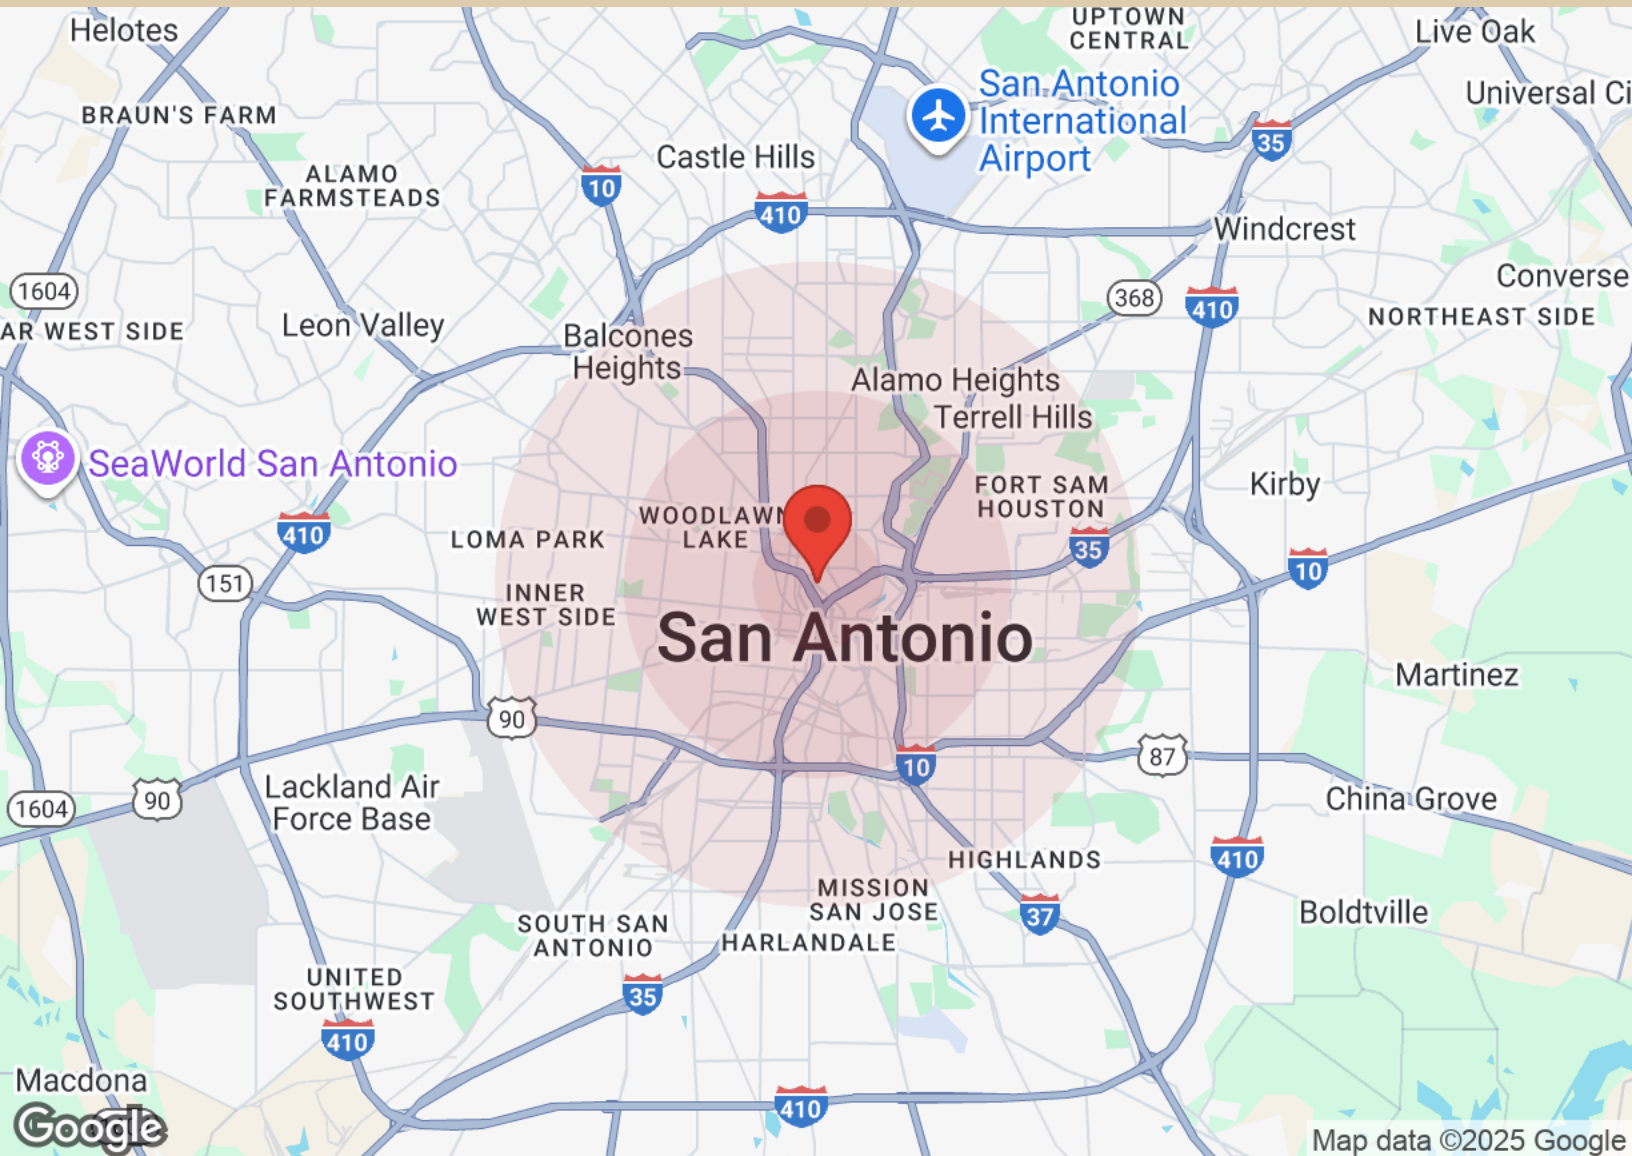 Helotes
UPTOWN
CENTRAL
Live Oak
San Antonio
International
Airport
Universal Ci
BRAUN'S FARM
35
Castle Hills
ALAMO
FARMSTEADS
10
410
Windcrest
Converse
1604
368
410
NORTHEAST SIDE
AR WEST SIDE
Leon Valley
Balcones
Heights
Alamo Heights
Terrell Hills
SeaWorld San Antonio
Kirby
FORT SAM
HOUSTON
WOODLAWN
LAKE
410
LOMA PARK
35
10
151
INNER
WEST SIDE
San Antonio
Martinez
90
87
10
Lackland Air
Force Base
90
1604
China Grove
410
HIGHLANDS
MISSION
SAN JOSE
37
Boldtville
SOUTH SAN
ANTONIO
HARLANDALE
UNITED
SOUTHWEST
35
410
Macdona
410
Google
Map data ©2025 Google